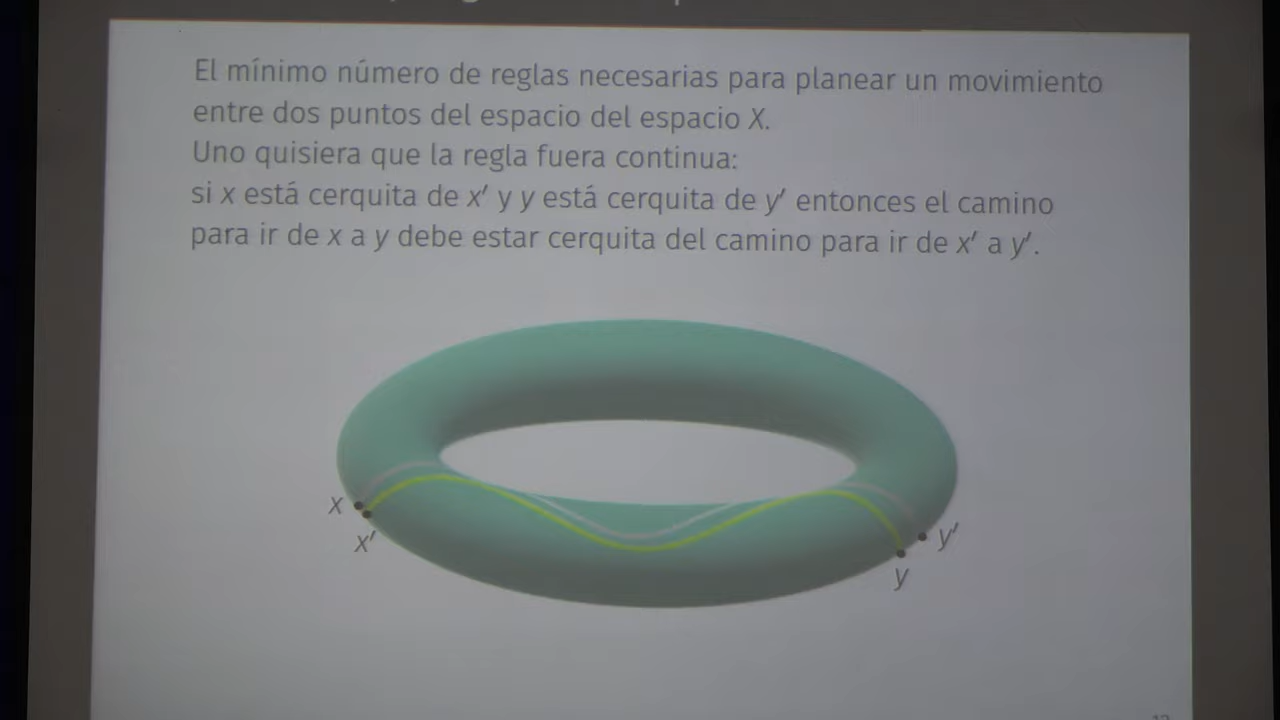 El mínimo número de reglas necesarias para planear un movimiento
entre dos puntos del espacio del espacio X.
Uno quisiera que la regla fuera continua:
si x está cerquita de x′ y y está cerquita de y′ entonces el camino
para ir de x a y debe estar cerquita del camino para ir de x′ a y′.
x
x′
y′
y